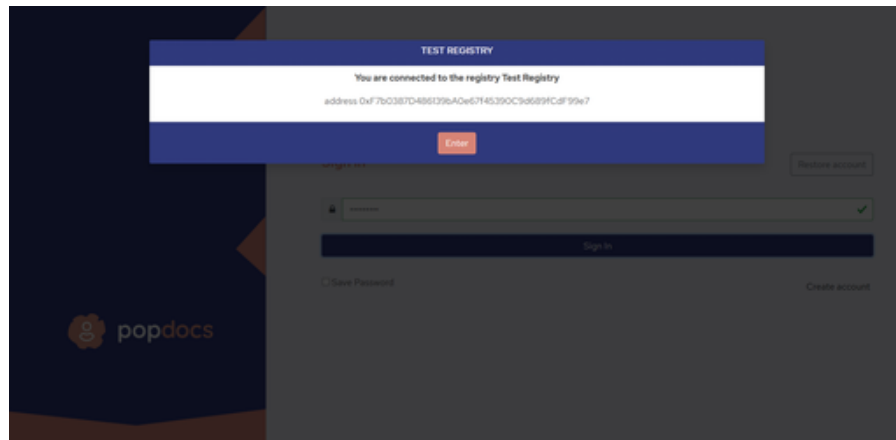 TEST REGISTRY
You are connected to the registry Test Registry
address 0xF7b0387D486139bA0e67f45390C9d689fCdF99e7
Enter
Sign In
Restore account
Sign In
Save Password
Create account
popdocs